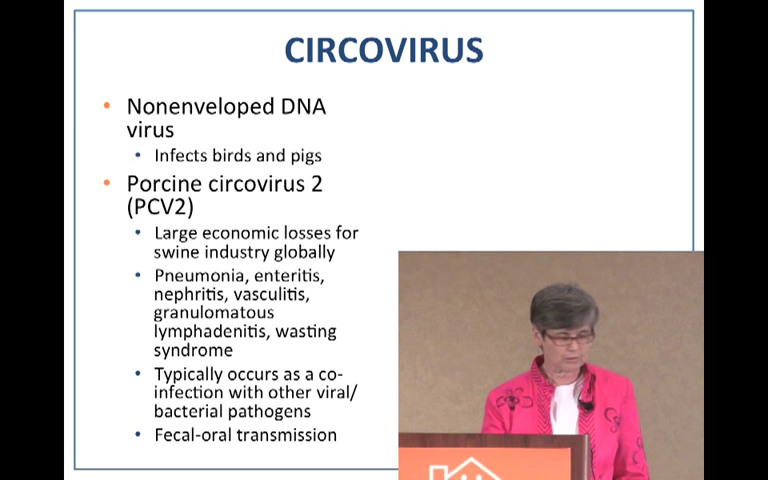 CIRCOVIRUS
• Nonenveloped DNA
virus
• Infects birds and pigs
• Porcine circovirus 2
(PCV2)
• Large economic losses for
swine industry globally
• Pneumonia, enteritis,
nephritis, vasculitis,
granulomatous
lymphadenitis, wasting
syndrome
• Typically occurs as a co-
infection with other viral/
bacterial pathogens
• Fecal-oral transmission